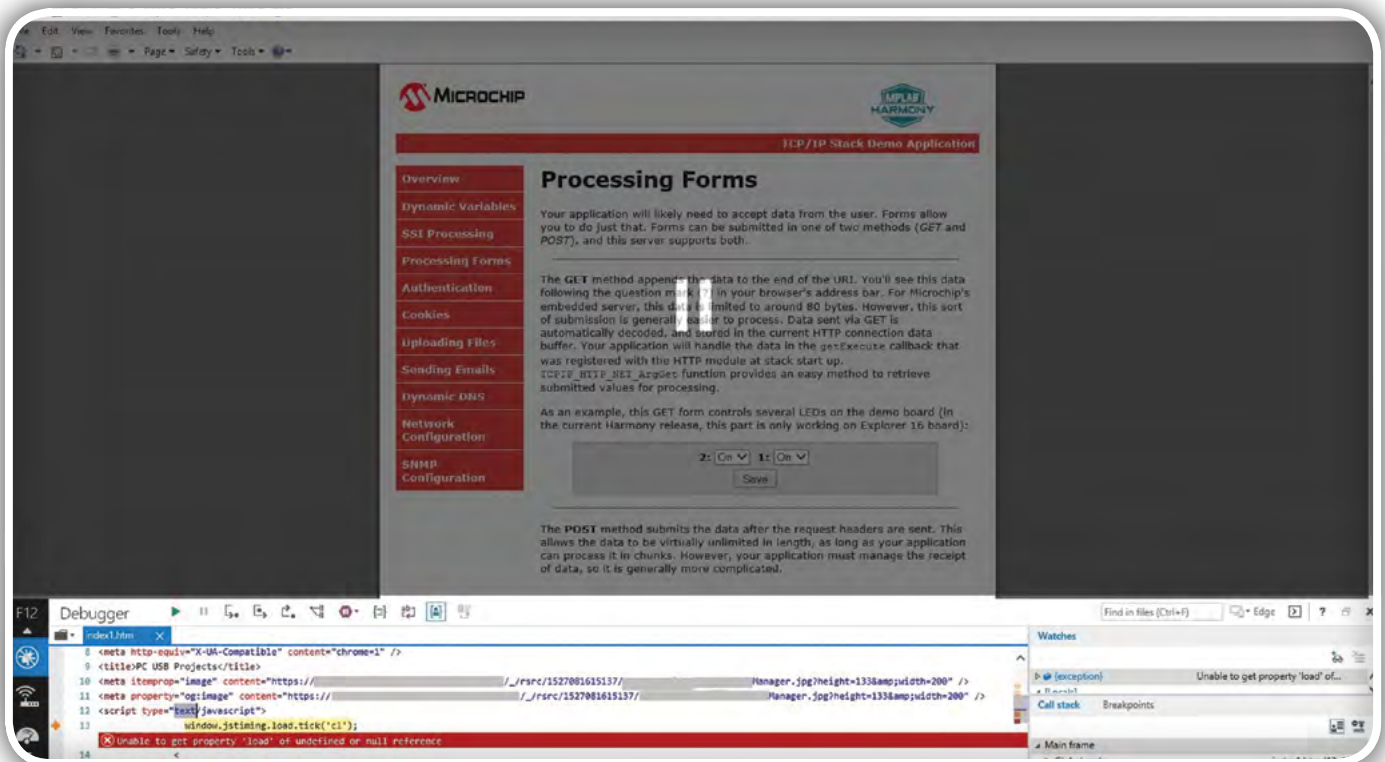 Edit View Favorites Tools Help
Page Safety Tools
MICROCHIP
MPLAB
HARMONY
TCP/IP Stack Demo Application
Overview
Dynamic Variables
SSI Processing
Processing Forms
Authentication
Cookies
Uploading Files
Sending Emails
Dynamic DNS
Network
Configuration
SNMP
Configuration
Processing Forms
Your application will likely need to accept data from the user. Forms allow
you to do just that. Forms can be submitted in one of two methods (GET and
POST), and this server supports both.
The GET method appends the data to the end of the URI. You'll see this data
following the question mark (?) in your browser's address bar. For Microchip's
embedded server, this data is limited to around 80 bytes. However, this sort
of submission is generally easier to process. Data sent via GET is
automatically decoded, and stored in the current HTTP connection data
buffer. Your application will handle the data in the getExecute callback that
was registered with the HTTP module at stack start up.
TCPIP_HTTP_NET_ArgGet function provides an easy method to retrieve
submitted values for processing.
As an example, this GET form controls several LEDs on the demo board (in
the current Harmony release, this part is only working on Explorer 16 board):
2: On 1: On
Save
The POST method submits the data after the request headers are sent. This
allows the data to be virtually unlimited in length, as long as your application
can process it in chunks. However, your application must manage the receipt
of data, so it is generally more complicated.
F12 Debugger Find in files (Ctrl+F) Edge ?
index1.htm X
8 <meta http-equiv="X-UA-Compatible" content="chrome=1" />
9 <title>PC USB Projects</title>
10 <meta itemprop="image" content="https:// /_/rsrc/1527081615137/ Manager.jpg?height=133&amp;width=200" />
11 <meta property="og:image" content="https:// /_/rsrc/1527081615137/ Manager.jpg?height=133&amp;width=200" />
12 <script type="text/javascript">
13 window.jstiming.load.tick('cl');
Unable to get property 'load' of undefined or null reference
14 <
Watches
{exception} Unable to get property 'load' of...
Call stack Breakpoints
Main frame